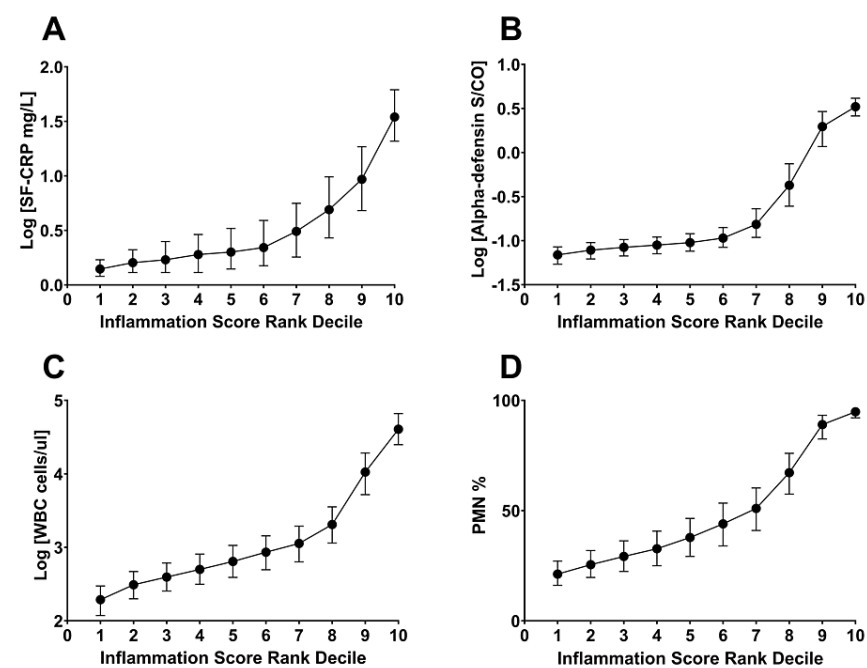 A
Log [SF-CRP mg/L]
2.0
1.5
1.0
0.5
0.0
0 1 2 3 4 5 6 7 8 9 10
Inflammation Score Rank Decile
B
Log [Alpha-defensin S/CO]
1.0
0.5
0.0
-0.5
-1.0
-1.5
0 1 2 3 4 5 6 7 8 9 10
Inflammation Score Rank Decile
C
Log [WBC cells/ul]
5
4
3
2
0 1 2 3 4 5 6 7 8 9 10
Inflammation Score Rank Decile
D
PMN %
100
50
0
0 1 2 3 4 5 6 7 8 9 10
Inflammation Score Rank Decile